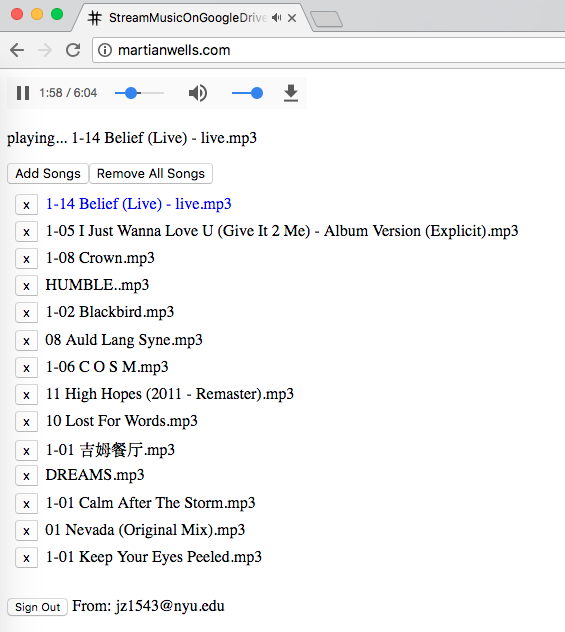 StreamMusicOnGoogleDrive
martianwells.com
1:58 / 6:04
playing... 1-14 Belief (Live) - live.mp3
Add Songs Remove All Songs
x 1-14 Belief (Live) - live.mp3
x 1-05 I Just Wanna Love U (Give It 2 Me) - Album Version (Explicit).mp3
x 1-08 Crown.mp3
x HUMBLE..mp3
x 1-02 Blackbird.mp3
x 08 Auld Lang Syne.mp3
x 1-06 C O S M.mp3
x 11 High Hopes (2011 - Remaster).mp3
x 10 Lost For Words.mp3
x 1-01 吉姆餐厅.mp3
x DREAMS.mp3
x 1-01 Calm After The Storm.mp3
x 01 Nevada (Original Mix).mp3
x 1-01 Keep Your Eyes Peeled.mp3
Sign Out From: jz1543@nyu.edu